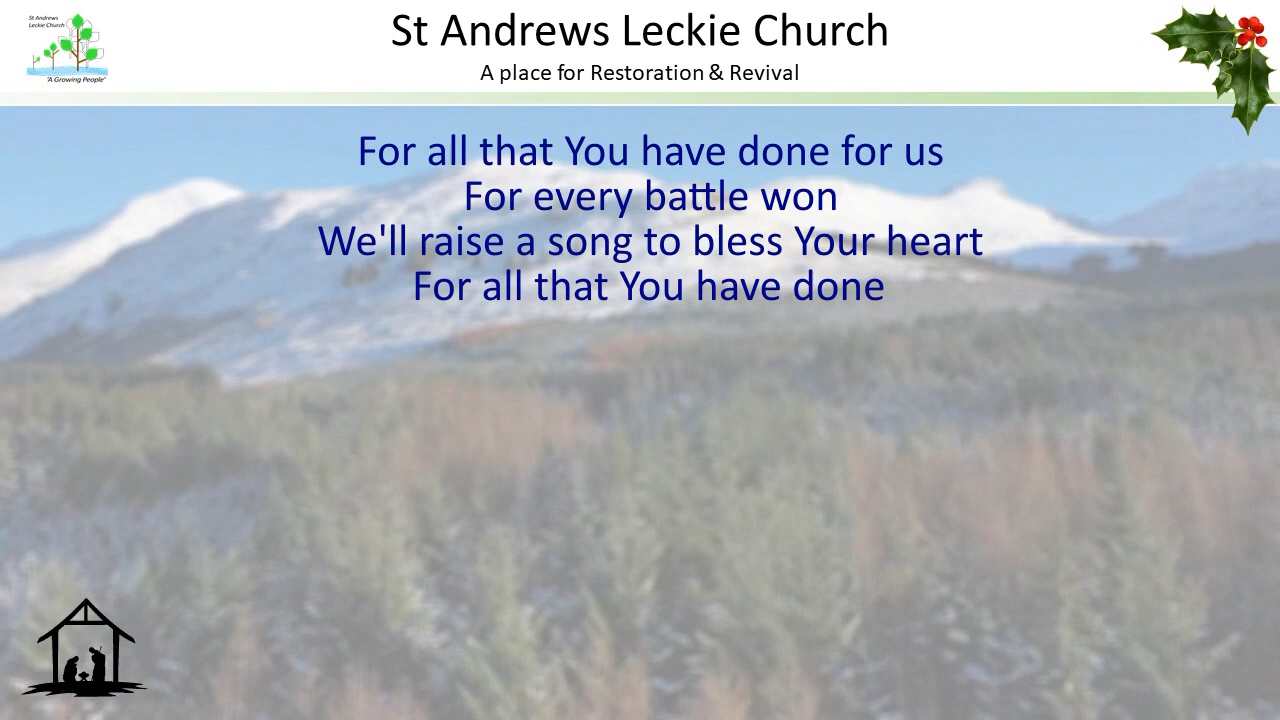 St Andrews
Leckie Church
'A Growing People'
St Andrews Leckie Church
A place for Restoration & Revival
For all that You have done for us
For every battle won
We'll raise a song to bless Your heart
For all that You have done